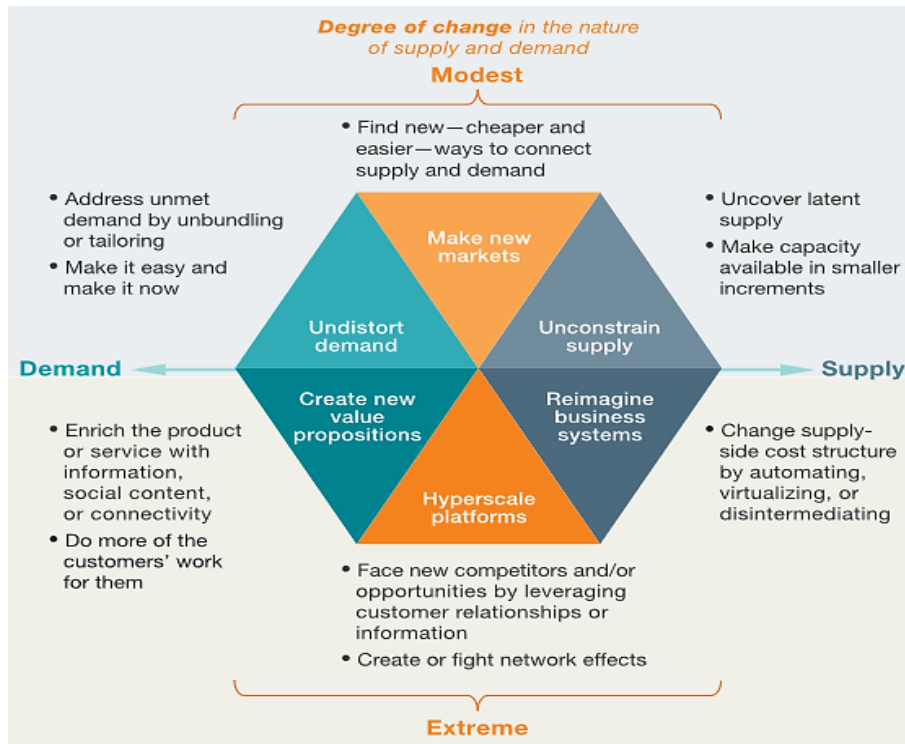 Degree of change in the nature
of supply and demand
Modest
• Find new—cheaper and
easier—ways to connect
supply and demand
• Address unmet
demand by unbundling
or tailoring
• Make it easy and
make it now
• Uncover latent
supply
• Make capacity
available in smaller
increments
Make new
markets
Undistort
demand
Unconstrain
supply
Demand
Supply
Create new
value
propositions
Reimagine
business
systems
Hyperscale
platforms
• Enrich the product
or service with
information,
social content,
or connectivity
• Do more of the
customers’ work
for them
• Change supply-
side cost structure
by automating,
virtualizing, or
disintermediating
• Face new competitors and/or
opportunities by leveraging
customer relationships or
information
• Create or fight network effects
Extreme